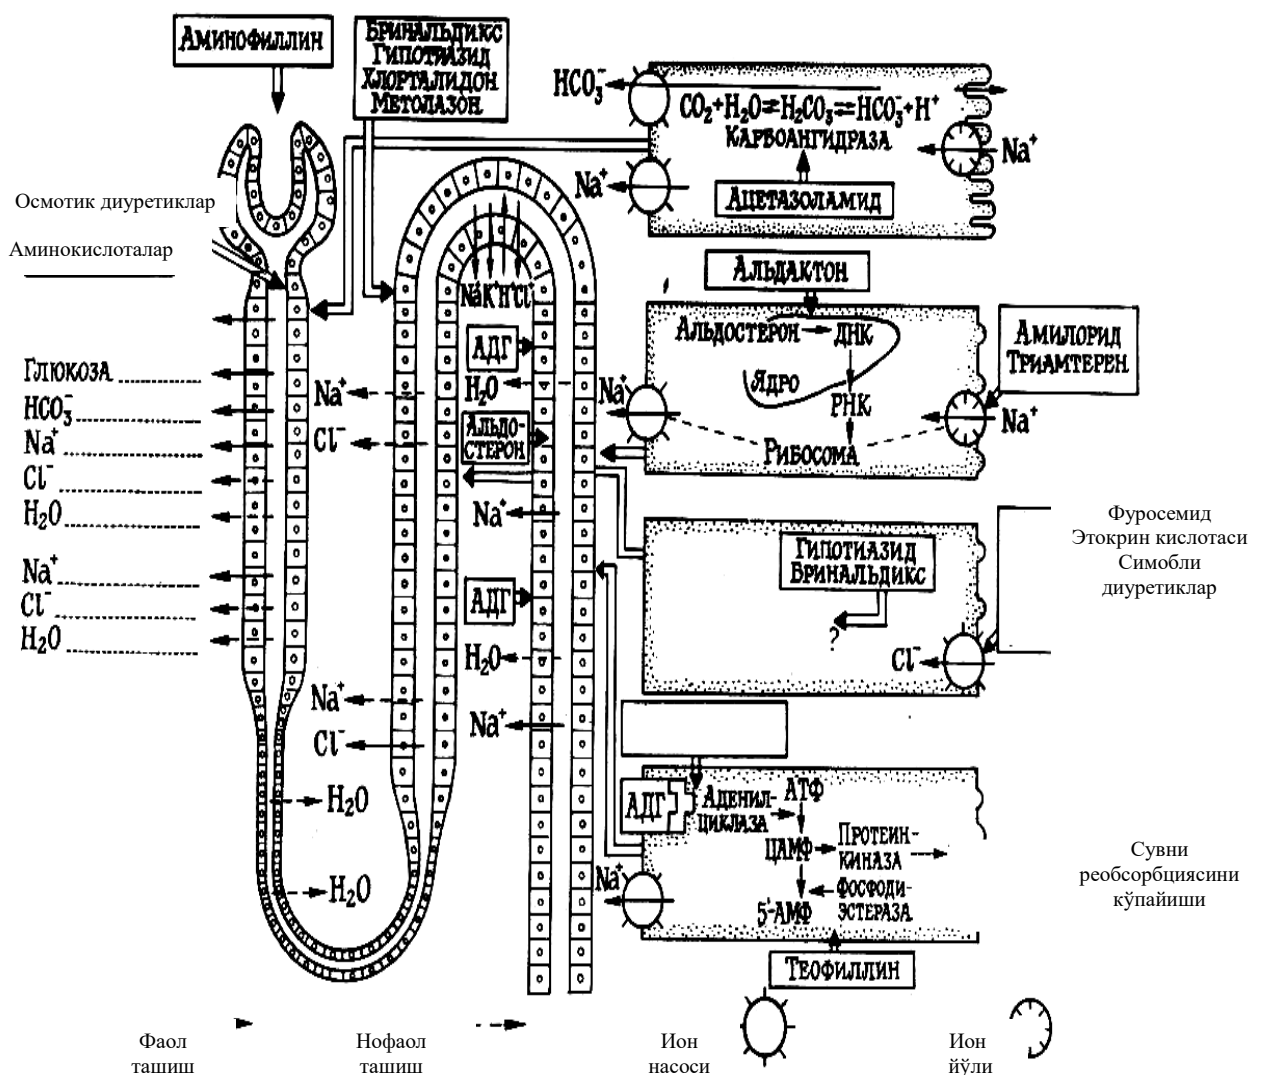 Аминофиллин
Бринальдикс
Гипотиазид
Хлорталидон
Метолазон
HCO₃⁻
CO₂+H₂O⇌H₂CO₃⇌HCO₃⁻+H⁺
Карбоангидраза
Na⁺
Na⁺
Ацетазоламид
Осмотик диуретиклар
Аминокислоталар
Альдактон
Na⁺K⁺H⁺Cl⁻
АДГ
H₂O
Альдо-
стерон
Na⁺
Альдостерон
ДНК
Ядро
РНК
Рибосома
Na⁺
Амилорид
Триамтерен
Na⁺
Глюкоза
HCO₃⁻
Na⁺
Cl⁻
H₂O
Na⁺
Cl⁻
H₂O
Na⁺
Cl⁻
Na⁺
Cl⁻
H₂O
H₂O
АДГ
H₂O
Na⁺
Гипотиазид
Бринальдикс
?
Cl⁻
Фуросемид
Этокрин кислотаси
Симобли
диуретиклар
АДГ
Аденил-
циклаза
АТФ
ЦАМФ
Протеин-
киназа
Фосфоди-
эстераза
5'-АМФ
Na⁺
Теофиллин
Сувни
реобсорбциясини
кўпайиши
Фаол
ташиш
Нофаол
ташиш
Ион
насоси
Ион
йўли